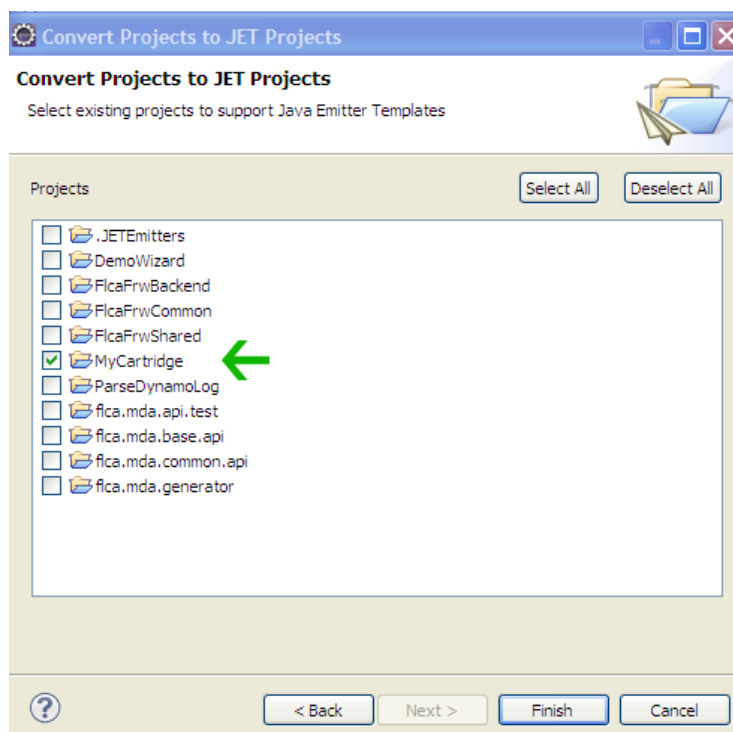 Convert Projects to JET Projects
Convert Projects to JET Projects
Select existing projects to support Java Emitter Templates
Projects Select All Deselect All
.JETEmitters
DemoWizard
FlcaFrwBackend
FlcaFrwCommon
FlcaFrwShared
MyCartridge
ParseDynamoLog
flca.mda.api.test
flca.mda.base.api
flca.mda.common.api
flca.mda.generator
? < Back Next > Finish Cancel